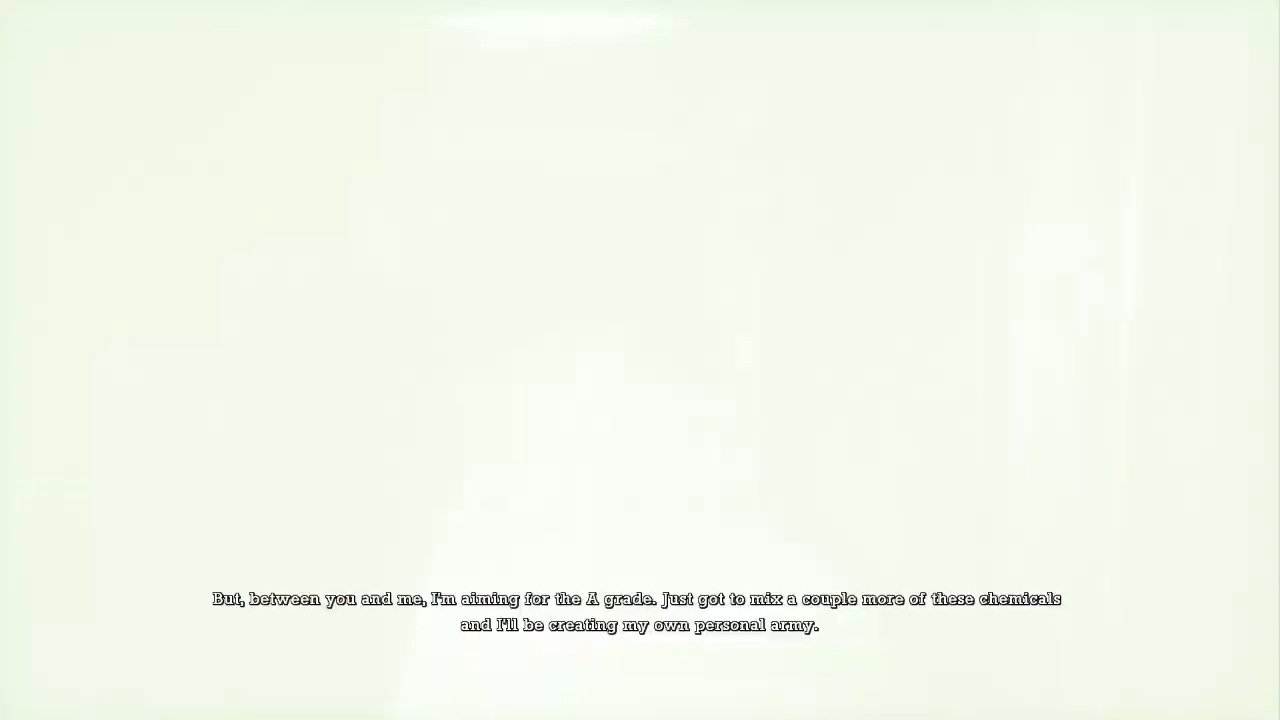 But, between you and me, I'm aiming for the A grade. Just got to mix a couple more of these chemicals
and I'll be creating my own personal army.